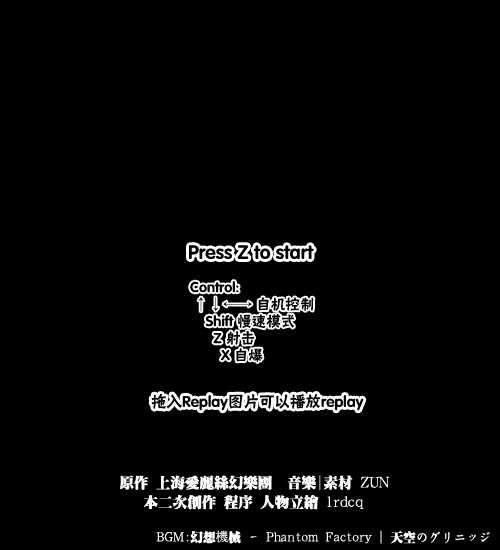 Press Z to start
Control:
↑↓←→ 自机控制
Shift 慢速模式
Z 射击
X 自爆
拖入Replay图片可以播放replay
原作 上海愛麗絲幻樂團 音樂|素材 ZUN
本二次創作 程序 人物立繪 lrdcq
BGM:幻想機械 - Phantom Factory | 天空のグリニッジ